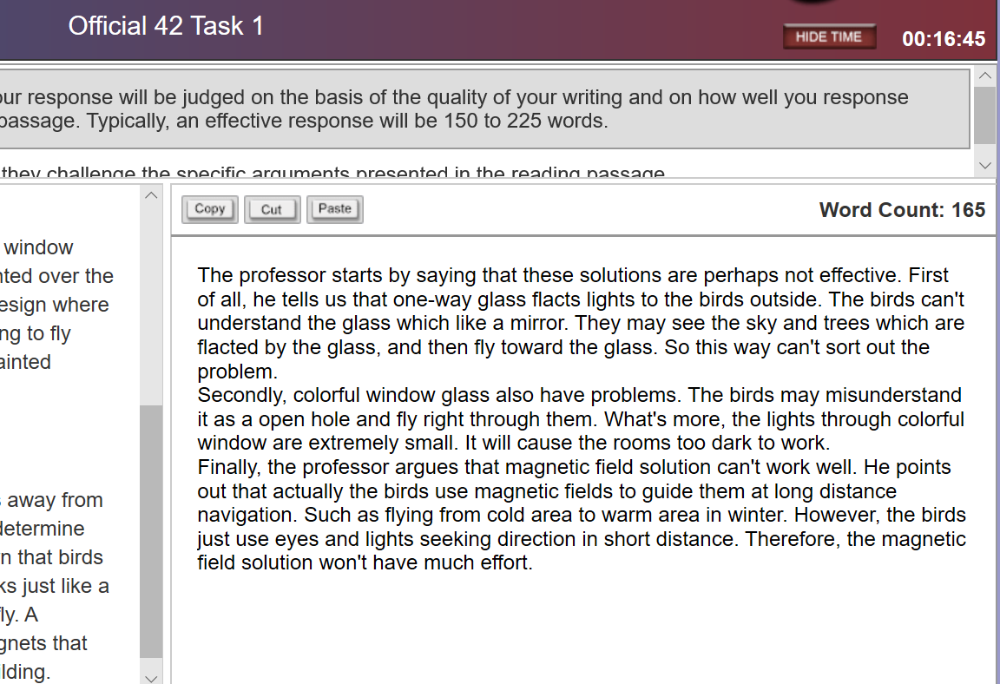 Official 42 Task 1
HIDE TIME
00:16:45
our response will be judged on the basis of the quality of your writing and on how well you response
passage. Typically, an effective response will be 150 to 225 words.
they challenge the specific arguments presented in the reading passage
window
over the
where
to fly
away from
that birds
just like a
A
that
Copy
Cut
Paste
Word Count: 165
The professor starts by saying that these solutions are perhaps not effective. First
of all, he tells us that one-way glass flacts lights to the birds outside. The birds can't
understand the glass which like a mirror. They may see the sky and trees which are
flacted by the glass, and then fly toward the glass. So this way can't sort out the
problem.
Secondly, colorful window glass also have problems. The birds may misunderstand
it as a open hole and fly right through them. What's more, the lights through colorful
window are extremely small. It will cause the rooms too dark to work.
Finally, the professor argues that magnetic field solution can't work well. He points
out that actually the birds use magnetic fields to guide them at long distance
navigation. Such as flying from cold area to warm area in winter. However, the birds
just use eyes and lights seeking direction in short distance. Therefore, the magnetic
field solution won't have much effort.